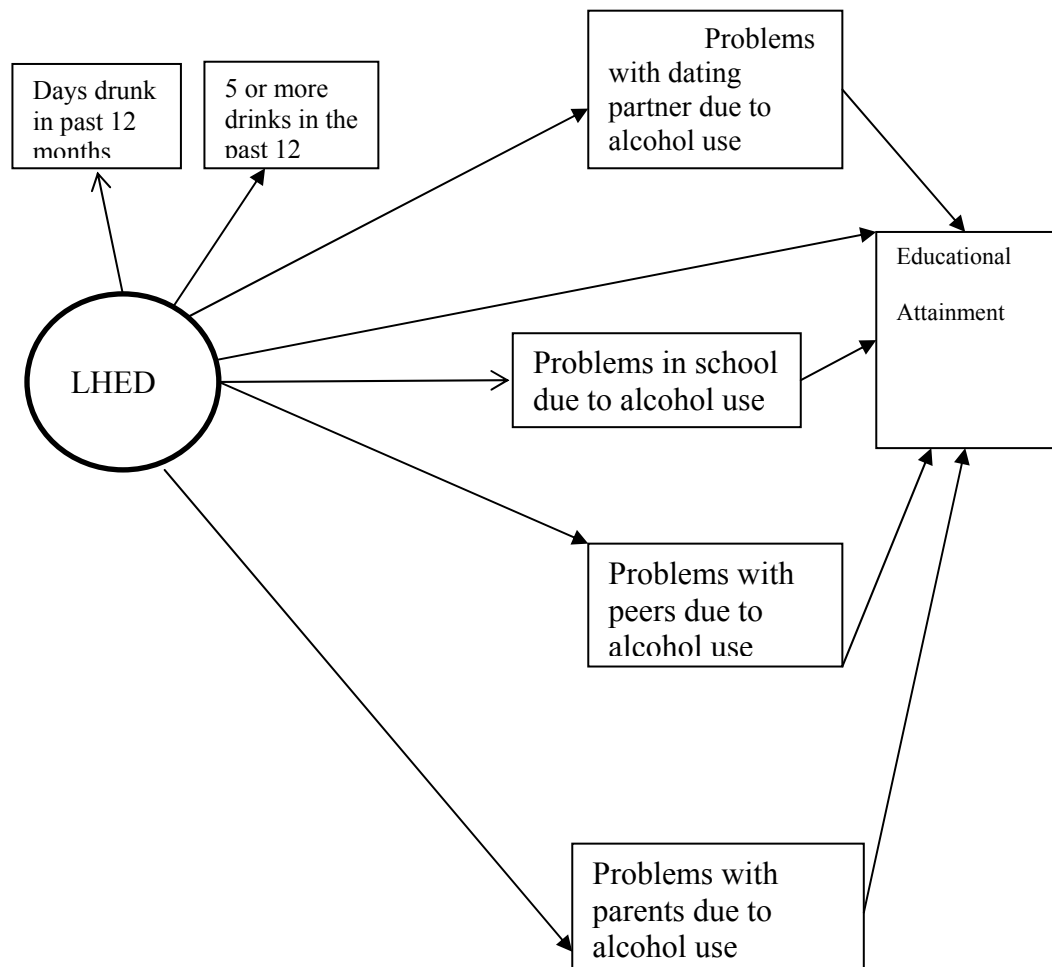 Problems
with dating
partner due to
alcohol use
Days drunk
in past 12
months
5 or more
drinks in the
past 12
Educational
Attainment
LHED
Problems in school
due to alcohol use
Problems with
peers due to
alcohol use
Problems with
parents due to
alcohol use